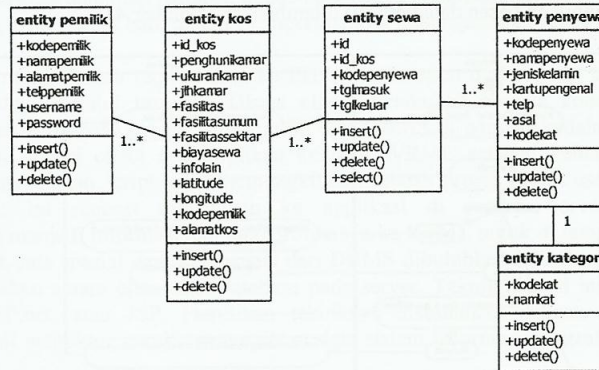 entity pemilik
+kodepemilik
+namapemilik
+alamatpemilik
+telppemilik
+username
+password
+insert()
+update()
+delete()
1..*
entity kos
+id_kos
+penghunikamar
+ukurankamar
+jlhkamar
+fasilitas
+fasilitasumum
+fasilitassekitar
+biayasewa
+infolain
+latitude
+longitude
+kodepemilik
+alamatkos
+insert()
+update()
+delete()
1..*
entity sewa
+id
+id_kos
+kodepenyewa
+tglmasuk
+tglkeluar
+insert()
+update()
+delete()
+select()
1..*
entity penyewa
+kodepenyewa
+namapenyewa
+jeniskelamin
+kartupengenal
+telp
+asal
+kodekat
+insert()
+update()
+delete()
1
entity kategor
+kodekat
+namkat
+insert()
+update()
+delete()